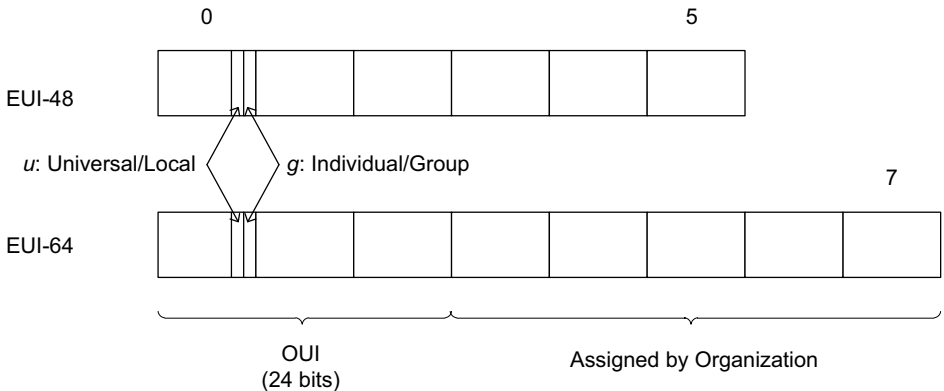 0 5
EUI-48
u: Universal/Local g: Individual/Group
7
EUI-64
OUI
(24 bits)
Assigned by Organization